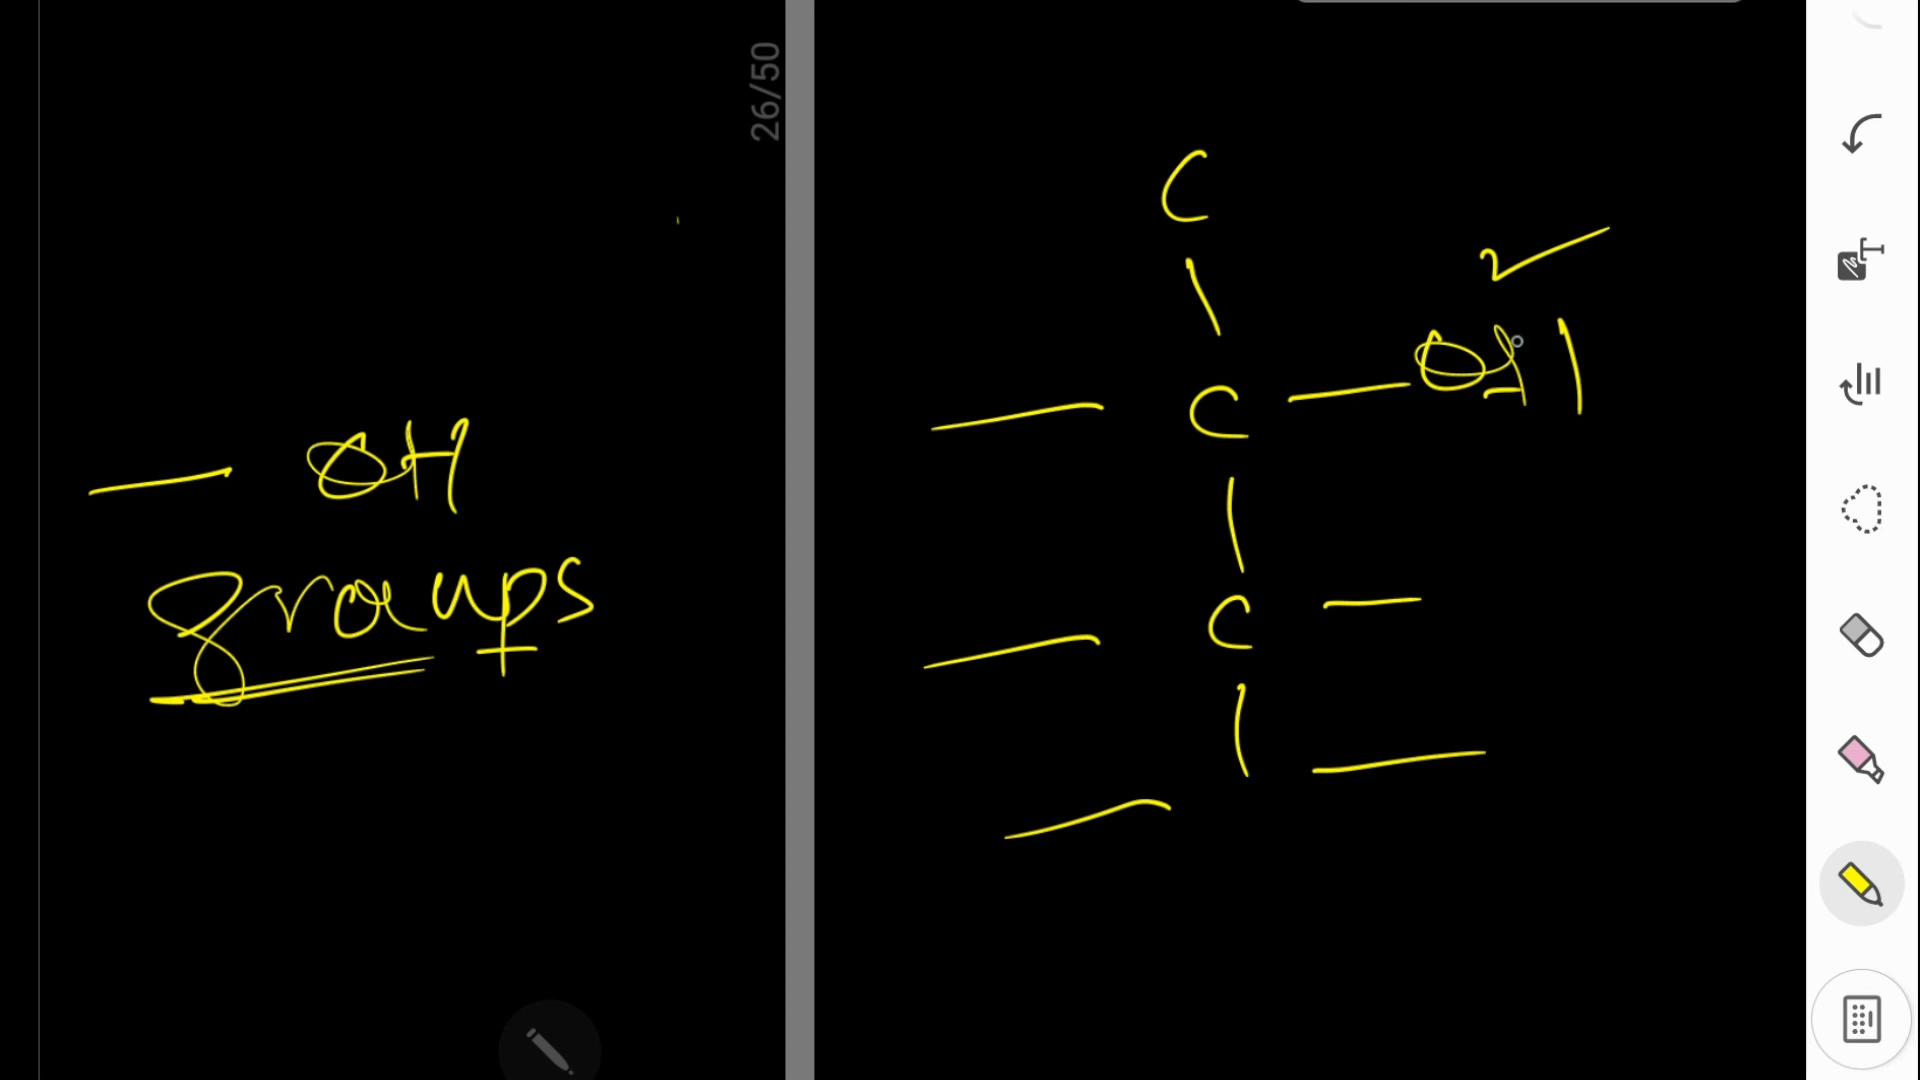 26/50
— OH
groups
C
C — OH
C —